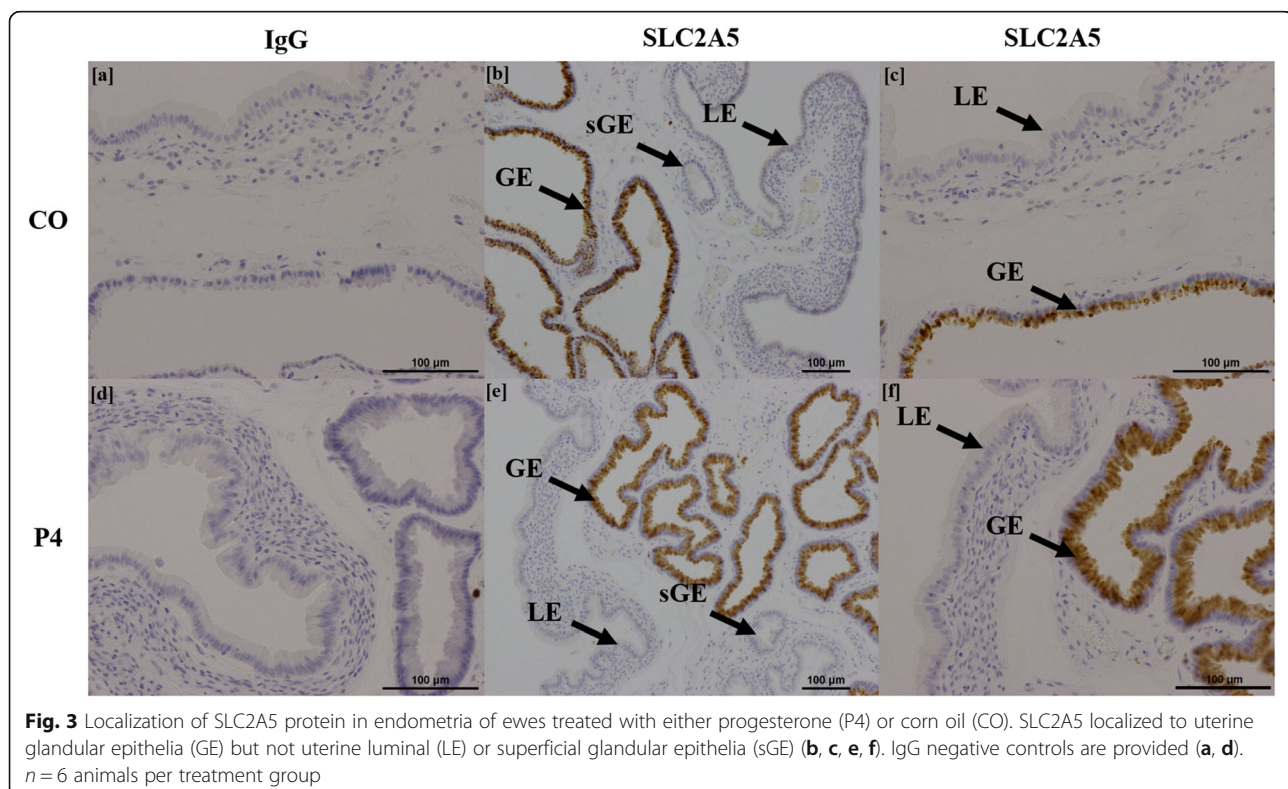 IgG SLC2A5 SLC2A5
[a] [b] [c]
LE
sGE LE
GE
CO
GE
100 µm 100 µm 100 µm
[d] [e] [f]
LE
GE
P4
GE
sGE
LE
100 µm 100 µm 100 µm
Fig. 3 Localization of SLC2A5 protein in endometria of ewes treated with either progesterone (P4) or corn oil (CO). SLC2A5 localized to uterine
glandular epithelia (GE) but not uterine luminal (LE) or superficial glandular epithelia (sGE) (b, c, e, f). IgG negative controls are provided (a, d).
n = 6 animals per treatment group